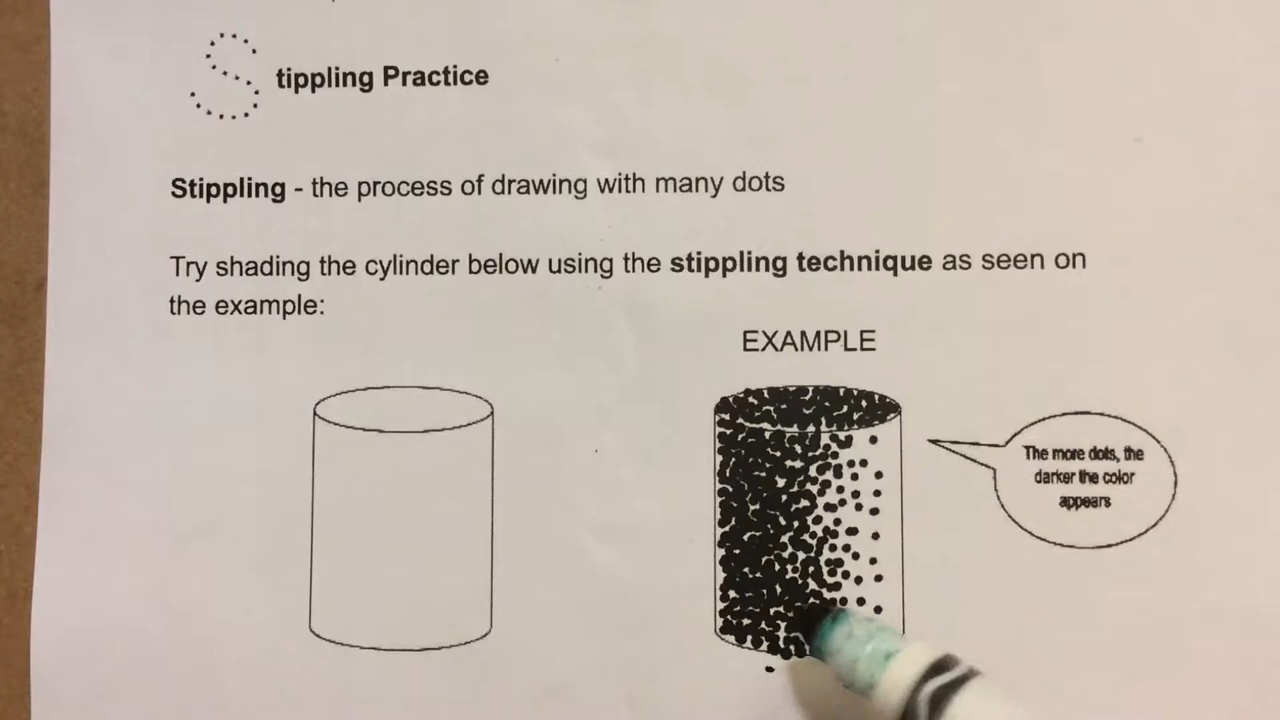 Stippling Practice
Stippling - the process of drawing with many dots
Try shading the cylinder below using the stippling technique as seen on
the example:
EXAMPLE
The more dots, the
darker the color
appears